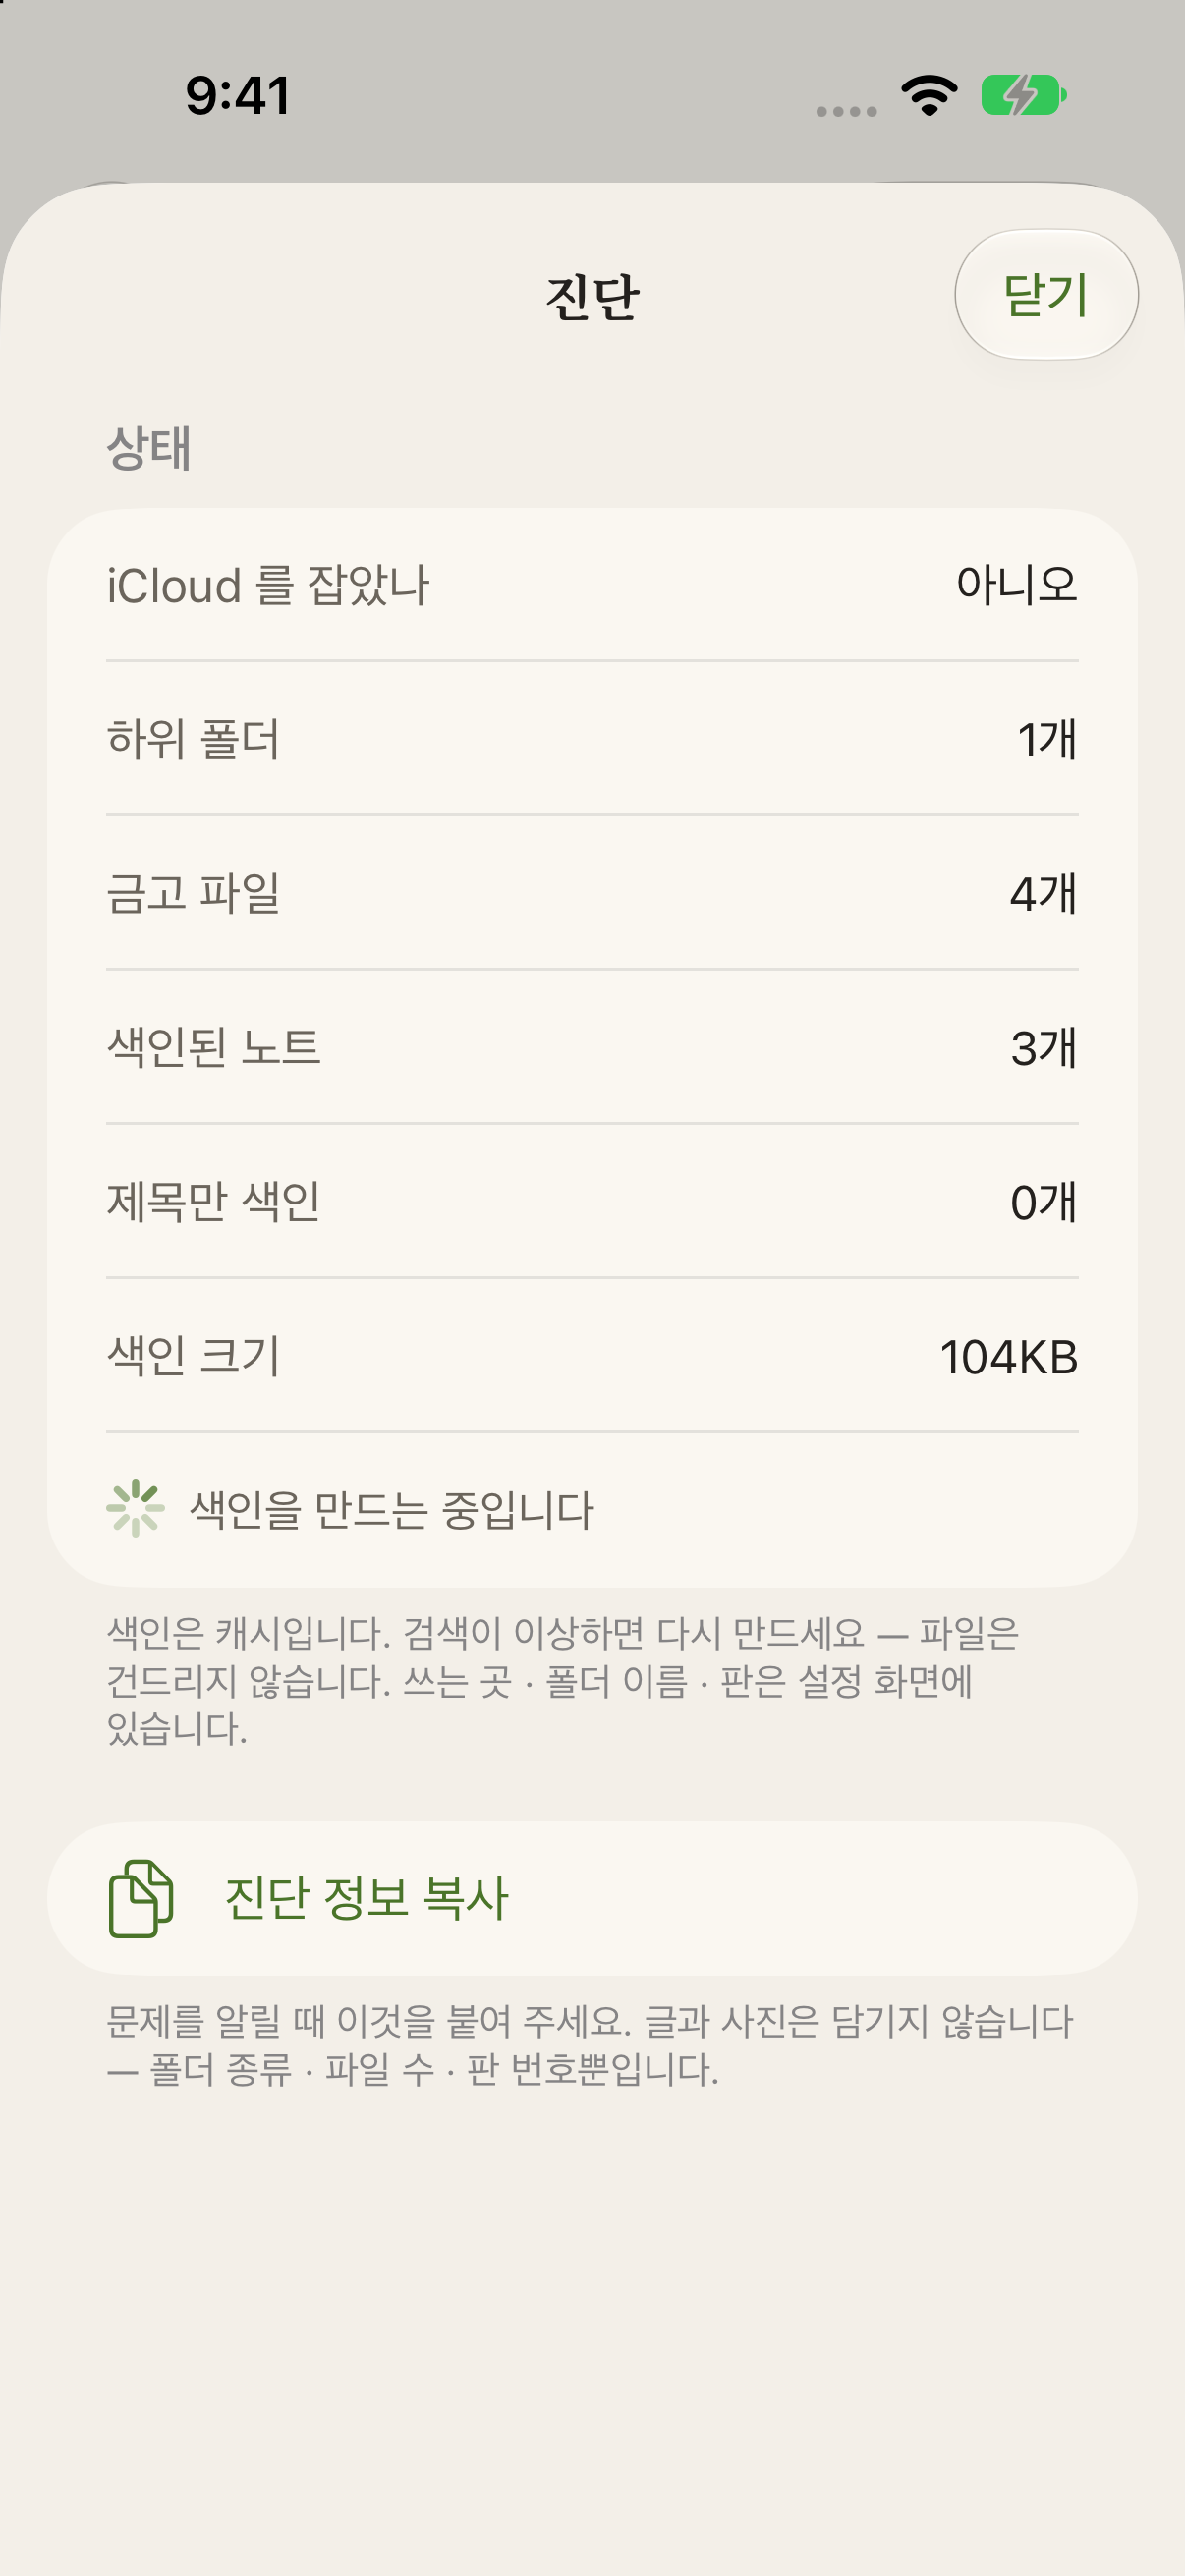 9:41
진단
닫기
상태
iCloud 를 잡았나 아니오
하위 폴더 1개
금고 파일 4개
색인된 노트 3개
제목만 색인 0개
색인 크기 104KB
색인을 만드는 중입니다
색인은 캐시입니다. 검색이 이상하면 다시 만드세요 — 파일은
건드리지 않습니다. 쓰는 곳 · 폴더 이름 · 판은 설정 화면에
있습니다.
진단 정보 복사
문제를 알릴 때 이것을 붙여 주세요. 글과 사진은 담기지 않습니다
— 폴더 종류 · 파일 수 · 판 번호뿐입니다.